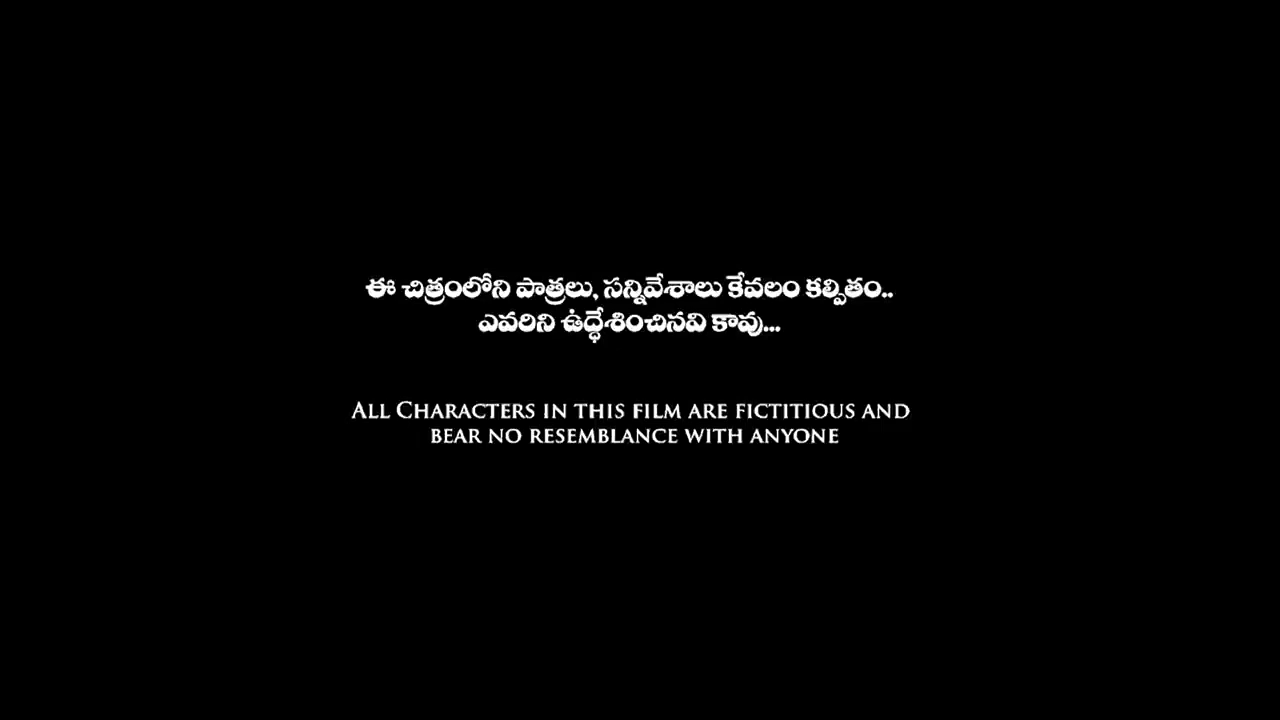 ఈ చిత్రంలోని పాత్రలు, సన్నివేశాలు కేవలం కల్పితం..
ఎవరిని ఉద్ధేశించినవి కావు...
ALL CHARACTERS IN THIS FILM ARE FICTITIOUS AND
BEAR NO RESEMBLANCE WITH ANYONE